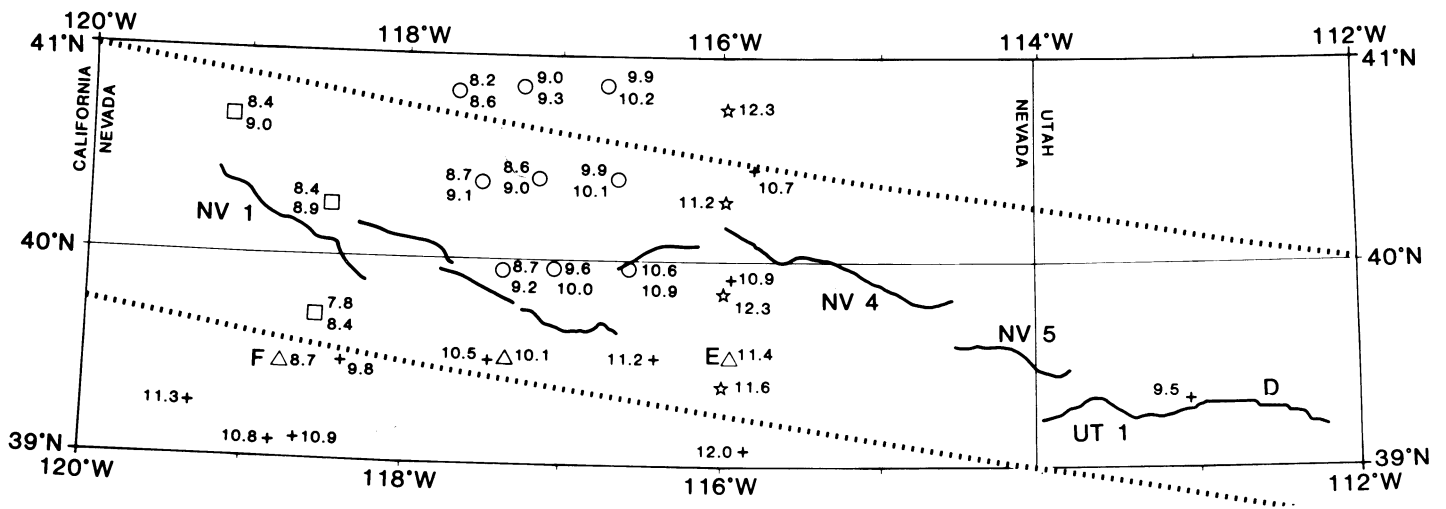 120°W 118°W 116°W 114°W 112°W
41°N 41°N
CALIFORNIA
NEVADA
NEVADA
UTAH
8.4
9.0
8.2
8.6
9.0
9.3
9.9
10.2
12.3
8.7
9.1
8.6
9.0
9.9
10.1
10.7
8.4
8.9
11.2
NV 1
40°N 40°N
8.7
9.2
9.6
10.0
10.6
10.9
10.9
12.3
NV 4
7.8
8.4
NV 5
F 8.7
9.8
10.5 10.1
11.2
E 11.4
11.6
9.5
D
11.3
UT 1
10.8 10.9
12.0
39°N 39°N
120°W 118°W 116°W 112°W